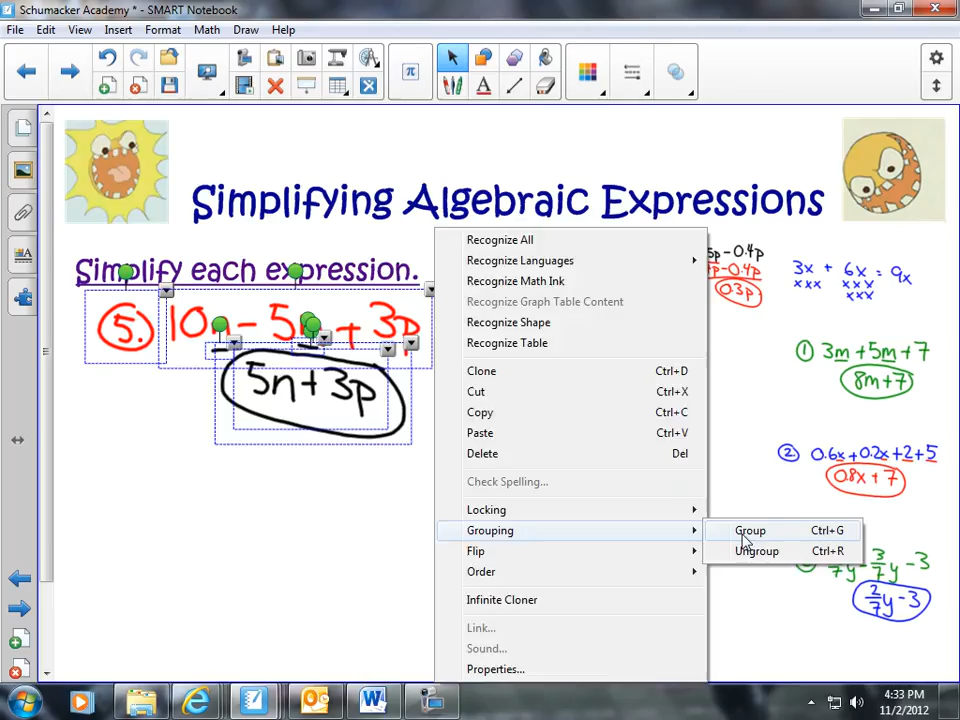 Schumacker Academy * - SMART Notebook
File Edit View Insert Format Math Draw Help
π
Simplifying Algebraic Expressions
Simplify each expression.
5. 10n - 5n + 3p
5n + 3p
Recognize All
Recognize Languages
Recognize Math Ink
Recognize Graph Table Content
Recognize Shape
Recognize Table
Clone Ctrl+D
Cut Ctrl+X
Copy Ctrl+C
Paste Ctrl+V
Delete Del
Check Spelling...
Locking
Grouping
Flip
Order
Infinite Cloner
Link...
Sound...
Properties...
Group Ctrl+G
Ungroup Ctrl+R
p - 0.4p
p - 0.4p
0.3p
3x + 6x = 9x
xxx xxx
xxx
1 3m + 5m + 7
8m + 7
2 0.6x + 0.2x + 2 + 5
0.8x + 7
7y - 3/7y - 3
2/7y - 3
4:33 PM
11/2/2012